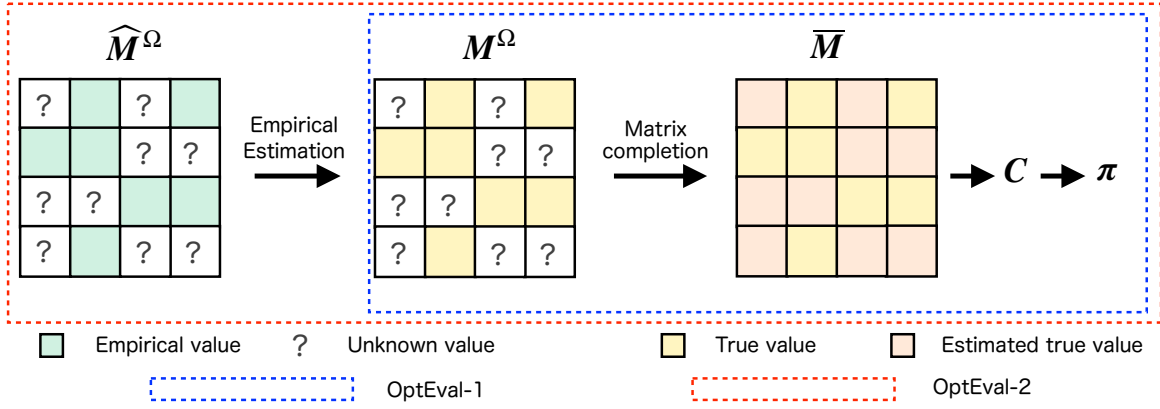 M̂^Ω
M^Ω
M̅
? ? ? ?
Empirical
Estimation
Matrix
completion
? ? ? ?
C π
? ? ? ?
? ? ? ? ? ?
Empirical value ? Unknown value True value Estimated true value
OptEval-1 OptEval-2